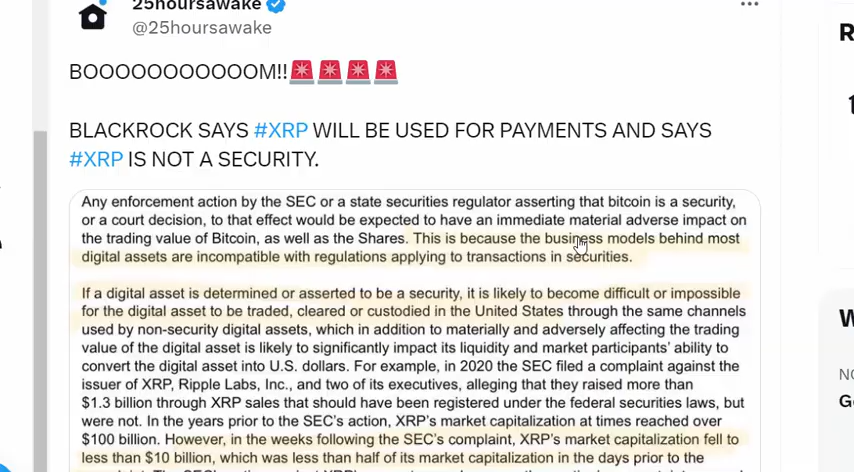 25hoursawake
@25hoursawake
BOOOOOOOOOOOM!!🚨🚨🚨🚨
BLACKROCK SAYS #XRP WILL BE USED FOR PAYMENTS AND SAYS
#XRP IS NOT A SECURITY.
Any enforcement action by the SEC or a state securities regulator asserting that bitcoin is a security,
or a court decision, to that effect would be expected to have an immediate material adverse impact on
the trading value of Bitcoin, as well as the Shares. This is because the business models behind most
digital assets are incompatible with regulations applying to transactions in securities.
If a digital asset is determined or asserted to be a security, it is likely to become difficult or impossible
for the digital asset to be traded, cleared or custodied in the United States through the same channels
used by non-security digital assets, which in addition to materially and adversely affecting the trading
value of the digital asset is likely to significantly impact its liquidity and market participants' ability to
convert the digital asset into U.S. dollars. For example, in 2020 the SEC filed a complaint against the
issuer of XRP, Ripple Labs, Inc., and two of its executives, alleging that they raised more than
$1.3 billion through XRP sales that should have been registered under the federal securities laws, but
were not. In the years prior to the SEC's action, XRP's market capitalization at times reached over
$100 billion. However, in the weeks following the SEC's complaint, XRP's market capitalization fell to
less than $10 billion, which was less than half of its market capitalization in the days prior to the
R
W
NO
G